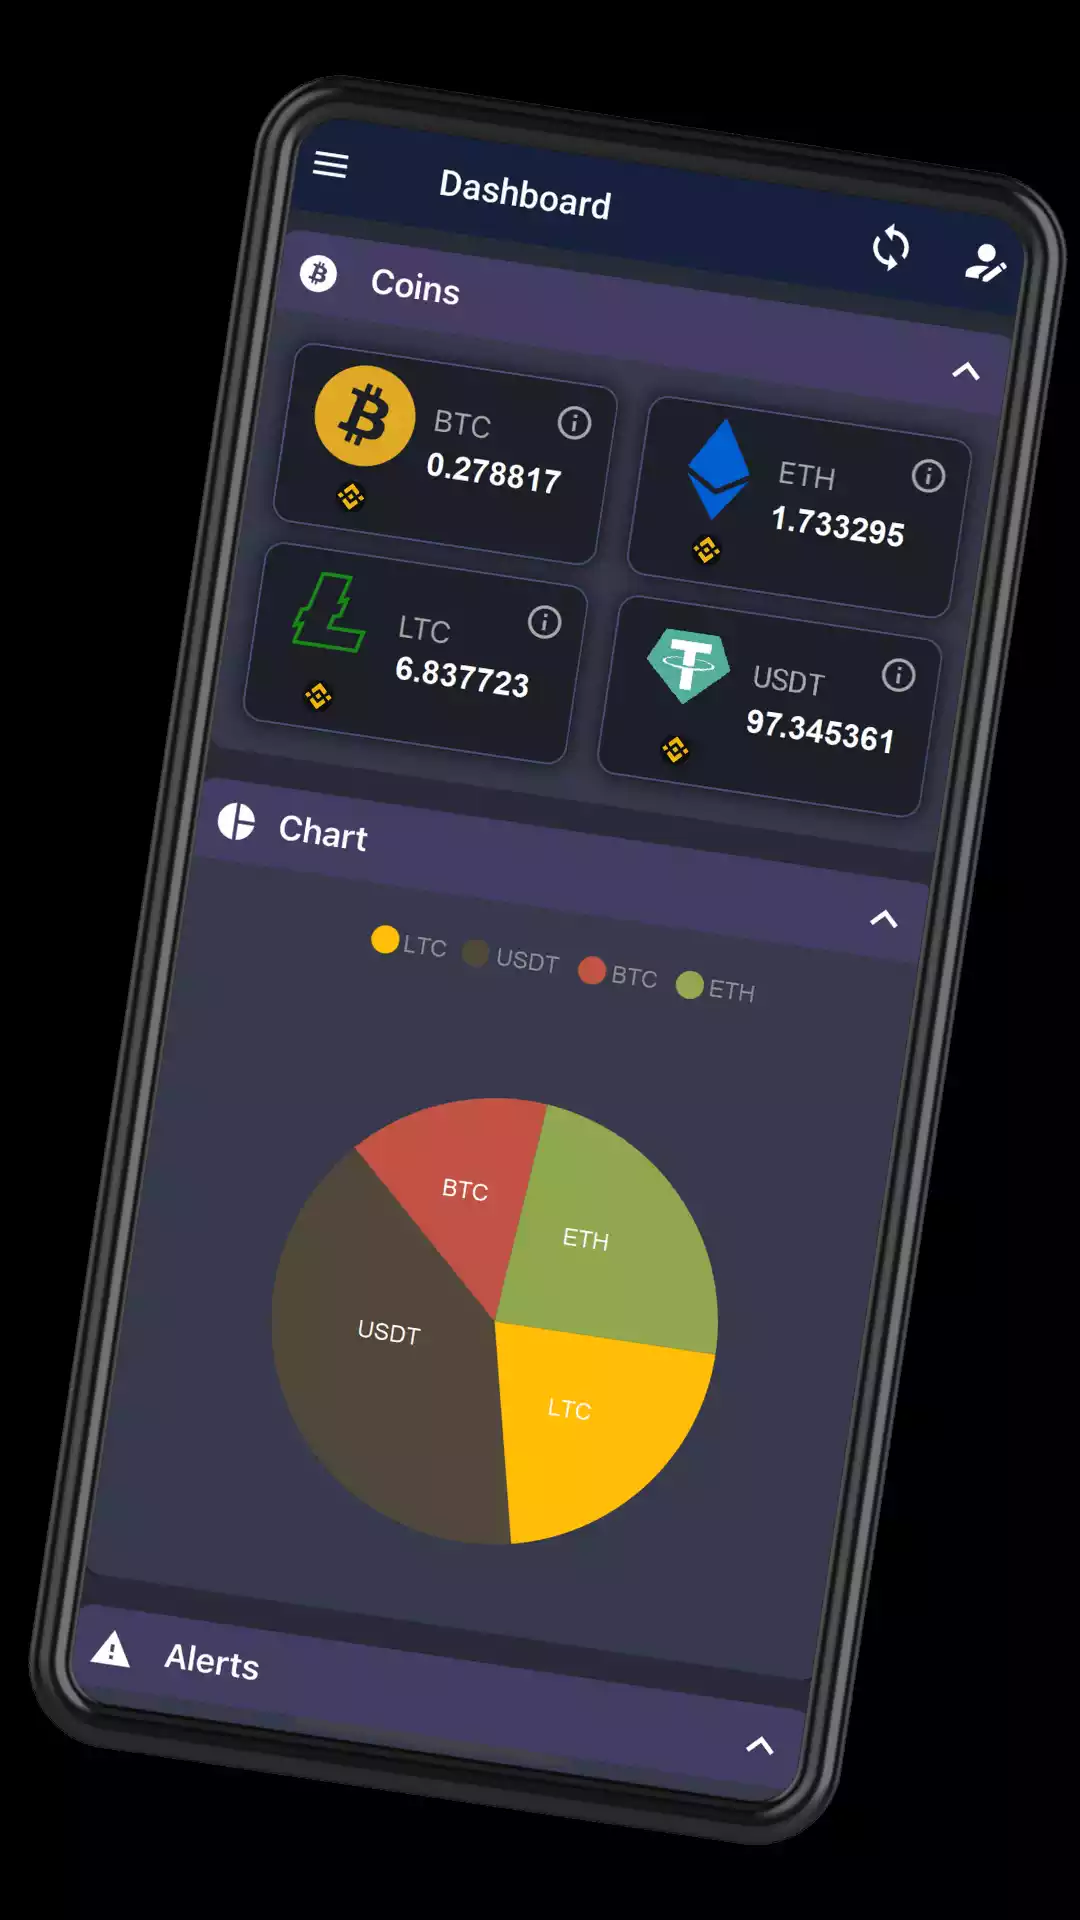 Dashboard
Coins
BTC
0.278817
ETH
1.733295
LTC
6.837723
USDT
97.345361
Chart
LTC USDT BTC ETH
BTC
ETH
USDT
LTC
Alerts